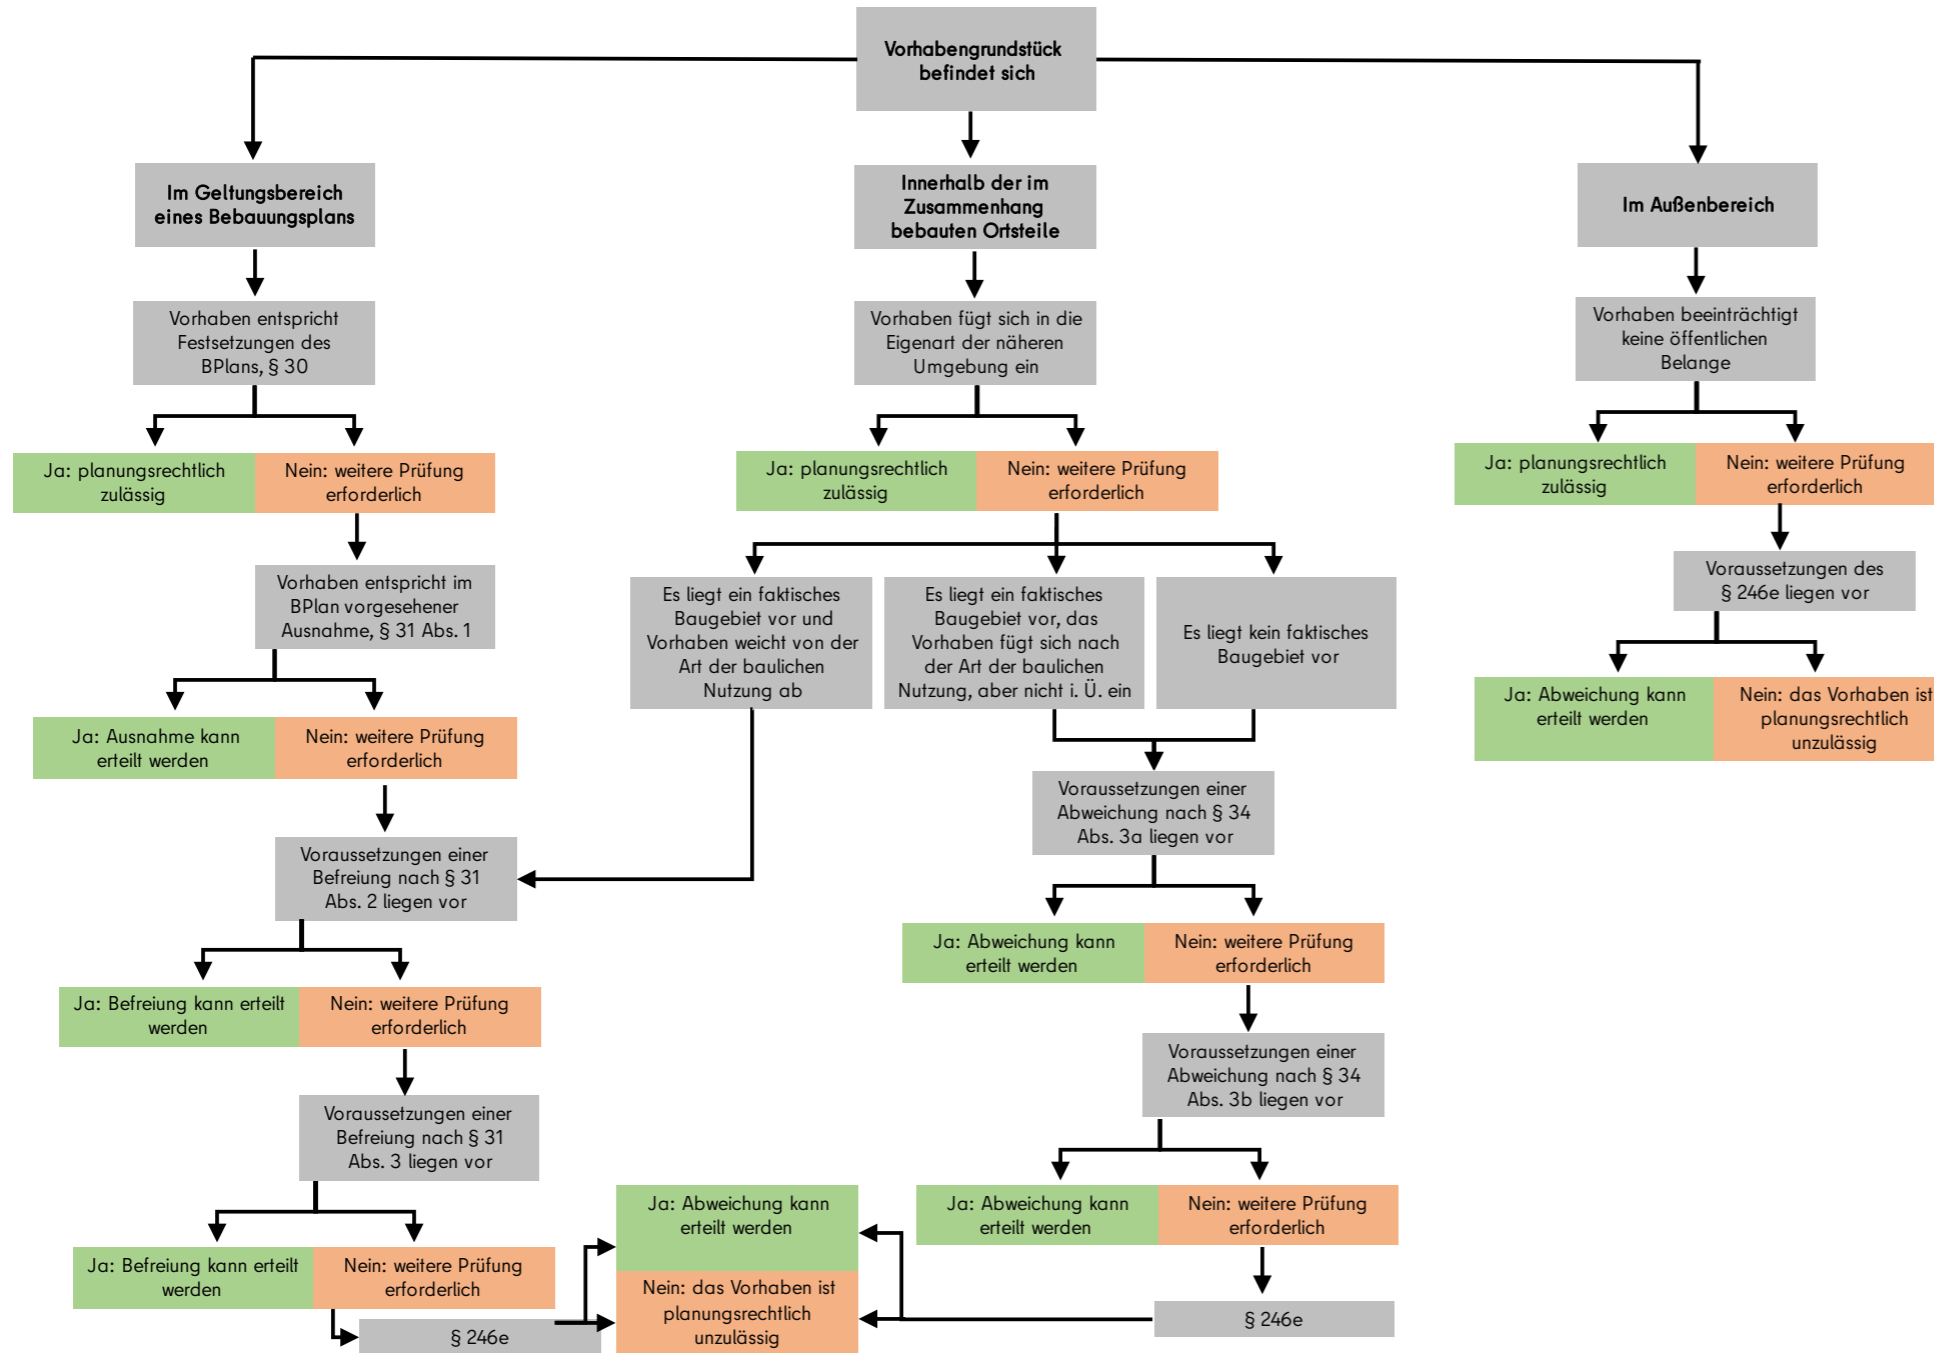 Vorhabengrundstück
befindet sich
Im Geltungsbereich
eines Bebauungsplans
Innerhalb der im
Zusammenhang
bebauten Ortsteile
Im Außenbereich
Vorhaben entspricht
Festsetzungen des
BPlans, § 30
Vorhaben fügt sich in die
Eigenart der näheren
Umgebung ein
Vorhaben beeinträchtigt
keine öffentlichen
Belange
Ja: planungsrechtlich
zulässig
Nein: weitere Prüfung
erforderlich
Ja: planungsrechtlich
zulässig
Nein: weitere Prüfung
erforderlich
Ja: planungsrechtlich
zulässig
Nein: weitere Prüfung
erforderlich
Vorhaben entspricht im
BPlan vorgesehener
Ausnahme, § 31 Abs. 1
Es liegt ein faktisches
Baugebiet vor und
Vorhaben weicht von der
Art der baulichen
Nutzung ab
Es liegt ein faktisches
Baugebiet vor, das
Vorhaben fügt sich nach
der Art der baulichen
Nutzung, aber nicht i. Ü. ein
Es liegt kein faktisches
Baugebiet vor
Voraussetzungen des
§ 246e liegen vor
Ja: Ausnahme kann
erteilt werden
Nein: weitere Prüfung
erforderlich
Ja: Abweichung kann
erteilt werden
Nein: das Vorhaben ist
planungsrechtlich
unzulässig
Voraussetzungen einer
Befreiung nach § 31
Abs. 2 liegen vor
Voraussetzungen einer
Abweichung nach § 34
Abs. 3a liegen vor
Ja: Befreiung kann erteilt
werden
Nein: weitere Prüfung
erforderlich
Ja: Abweichung kann
erteilt werden
Nein: weitere Prüfung
erforderlich
Voraussetzungen einer
Befreiung nach § 31
Abs. 3 liegen vor
Voraussetzungen einer
Abweichung nach § 34
Abs. 3b liegen vor
Ja: Befreiung kann erteilt
werden
Nein: weitere Prüfung
erforderlich
§ 246e
Ja: Abweichung kann
erteilt werden
Nein: das Vorhaben ist
planungsrechtlich
unzulässig
Ja: Abweichung kann
erteilt werden
Nein: weitere Prüfung
erforderlich
§ 246e